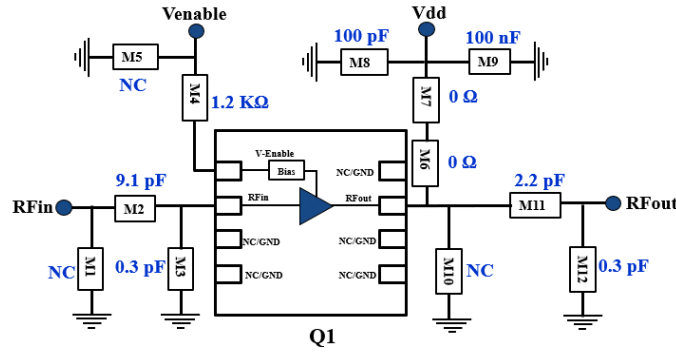 Venable
Vdd
100 pF
100 nF
M5
M8
M9
NC
M4
1.2 KΩ
M7
0 Ω
V-Enable
Bias
NC/GND
M6
0 Ω
9.1 pF
2.2 pF
RFin
M2
RFin
RFout
M11
RFout
NC
M1
0.3 pF
M3
NC/GND
NC/GND
NC/GND
NC/GND
M10
NC
M12
0.3 pF
Q1